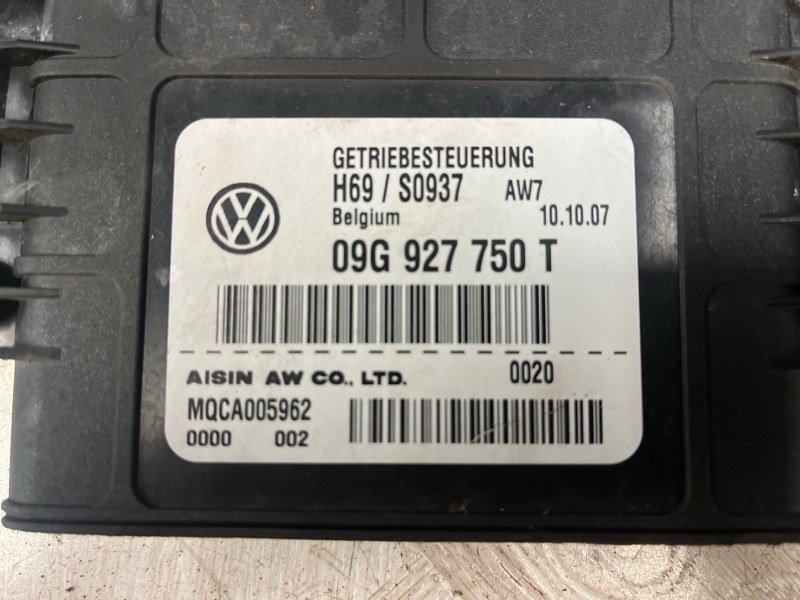 GETRIEBESTEUERUNG
H69 / S0937 AW7
Belgium 10.10.07
09G 927 750 T
AISIN AW CO., LTD. 0020
MQCA005962
0000 002